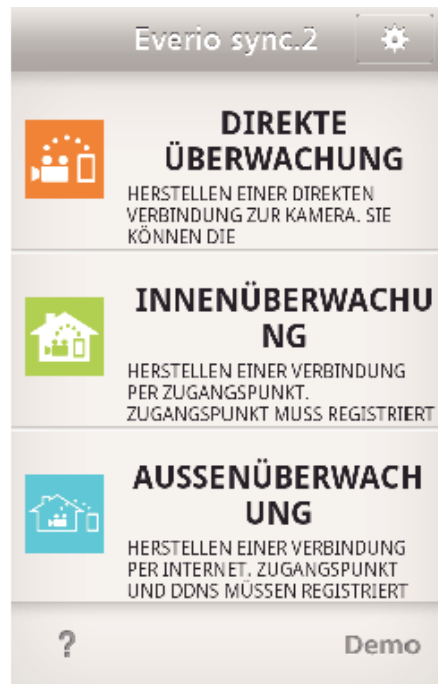 Everio sync.2
DIREKTE
ÜBERWACHUNG
HERSTELLEN EINER DIREKTEN
VERBINDUNG ZUR KAMERA. SIE
KÖNNEN DIE
INNENÜBERWACHU
NG
HERSTELLEN EINER VERBINDUNG
PER ZUGANGSPUNKT.
ZUGANGSPUNKT MUSS REGISTRIERT
AUSSENÜBERWACH
UNG
HERSTELLEN EINER VERBINDUNG
PER INTERNET. ZUGANGSPUNKT
UND DDNS MÜSSEN REGISTRIERT
? Demo